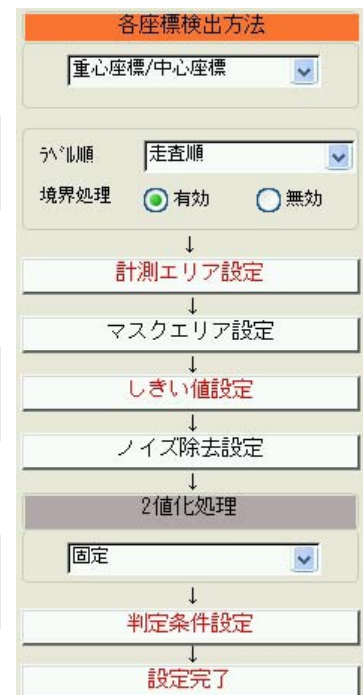 各座標検出方法
重心座標/中心座標
ﾗﾍﾞﾙ順 走査順
境界処理 有効 無効
↓
計測エリア設定
↓
マスクエリア設定
↓
しきい値設定
↓
ノイズ除去設定
↓
2値化処理
固定
↓
判定条件設定
↓
設定完了